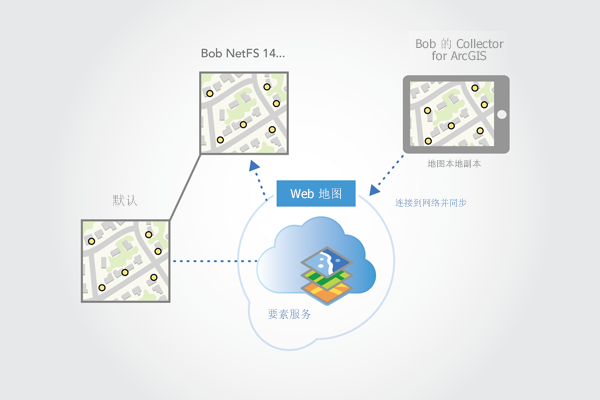 Bob 的 Collector
for ArcGIS
Bob NetFS 14...
地图本地副本
Web 地图
默认
连接到网络并同步
要素服务